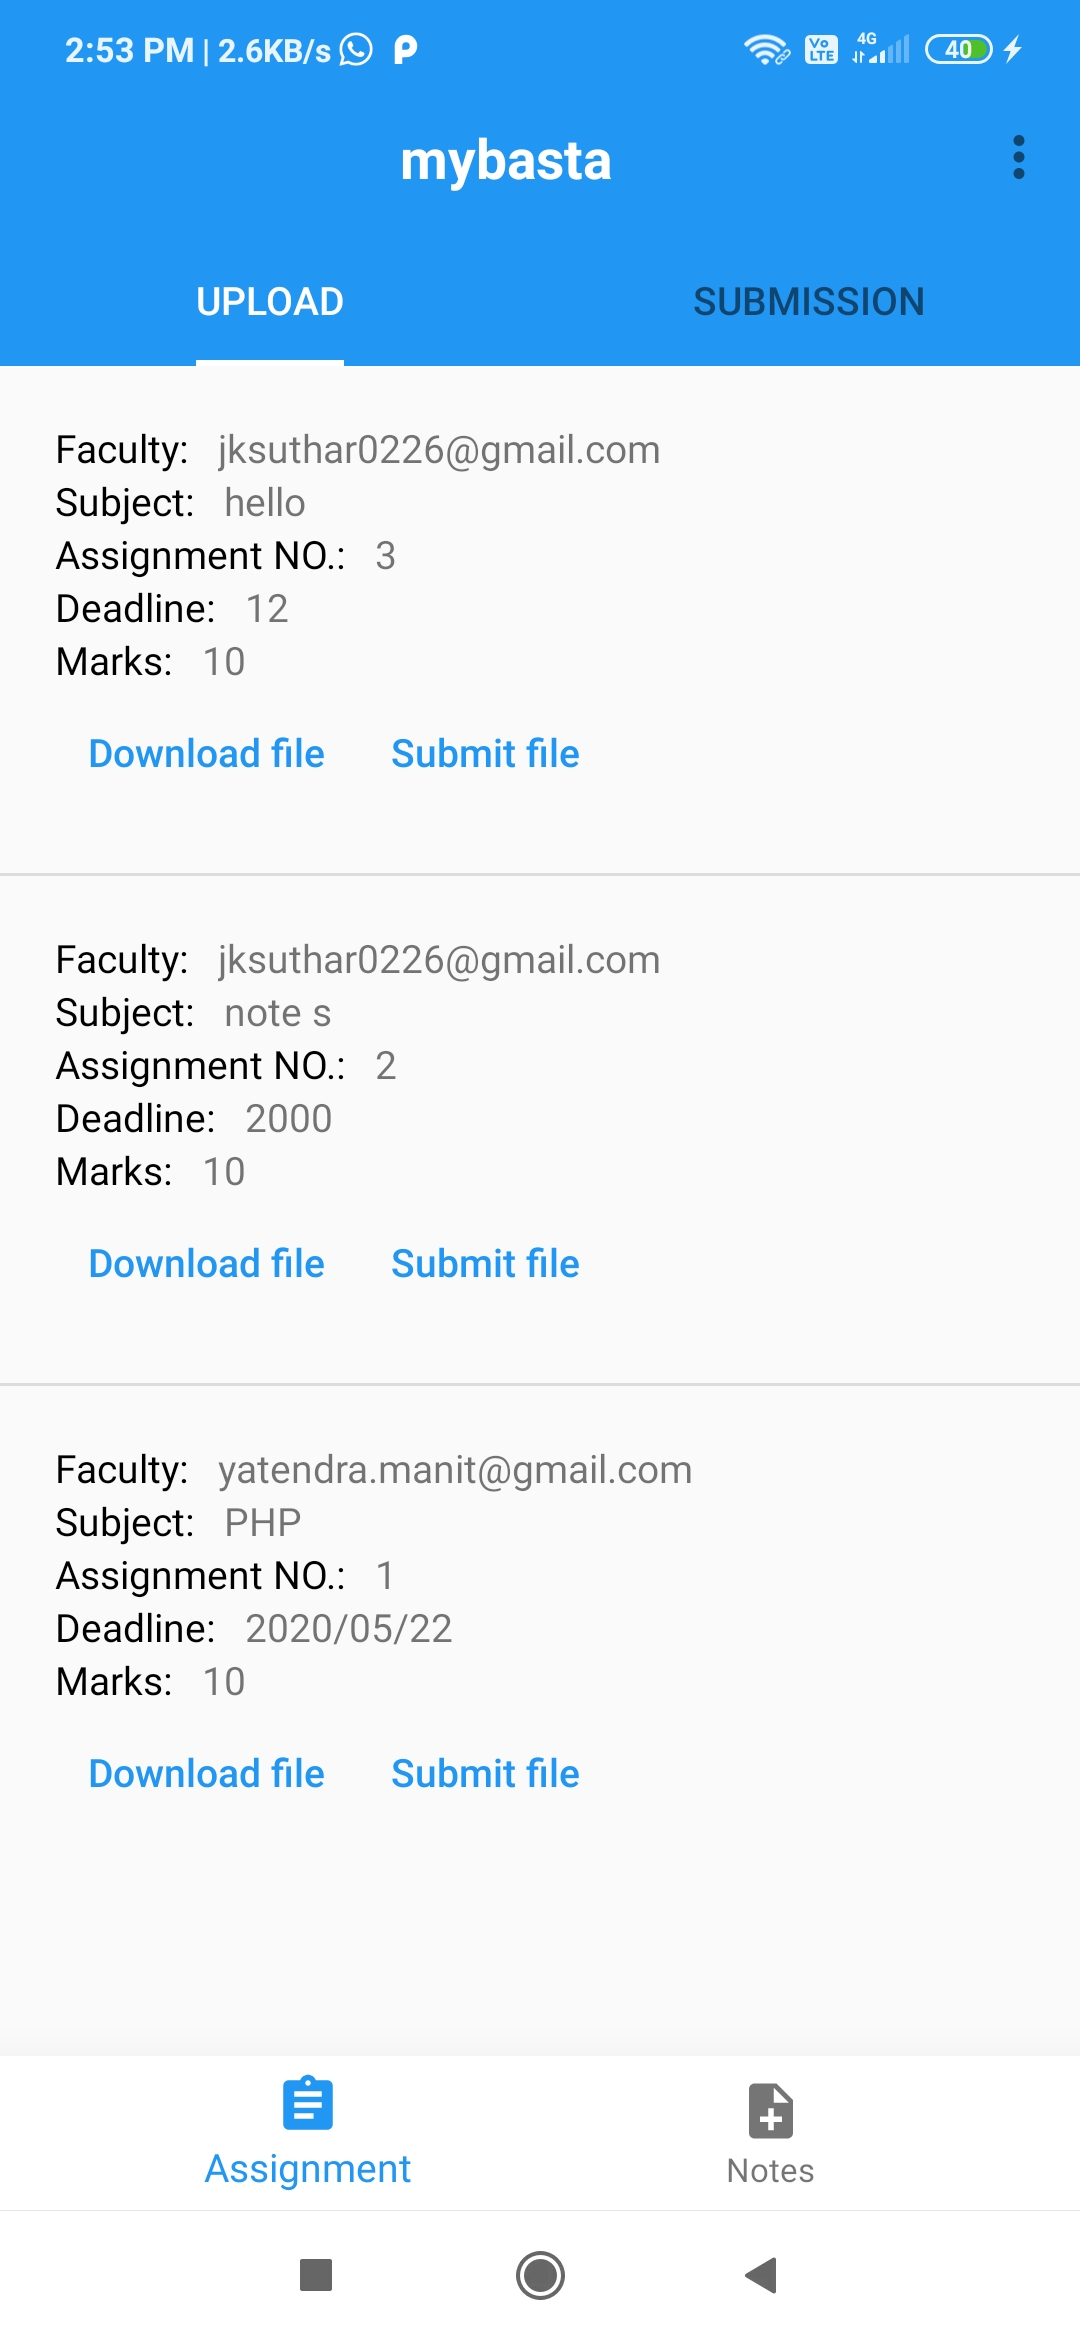 2:53 PM | 2.6KB/s
Vo LTE 4G 40
mybasta
UPLOAD SUBMISSION
Faculty: jksuthar0226@gmail.com
Subject: hello
Assignment NO.: 3
Deadline: 12
Marks: 10
Download file Submit file
Faculty: jksuthar0226@gmail.com
Subject: note s
Assignment NO.: 2
Deadline: 2000
Marks: 10
Download file Submit file
Faculty: yatendra.manit@gmail.com
Subject: PHP
Assignment NO.: 1
Deadline: 2020/05/22
Marks: 10
Download file Submit file
Assignment Notes